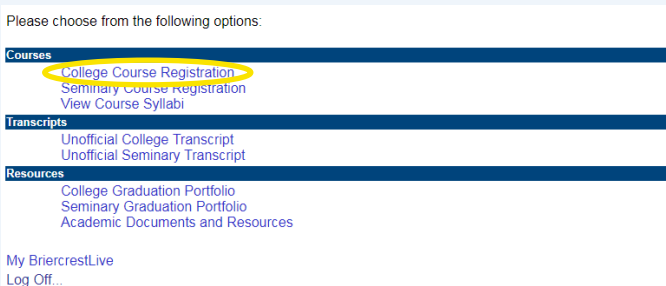 Please choose from the following options:
Courses
College Course Registration
Seminary Course Registration
View Course Syllabi
Transcripts
Unofficial College Transcript
Unofficial Seminary Transcript
Resources
College Graduation Portfolio
Seminary Graduation Portfolio
Academic Documents and Resources
My BriercrestLive
Log Off...